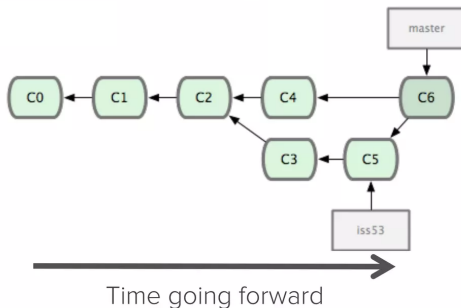 master
C0 C1 C2 C4 C6
C3 C5
iss53
Time going forward